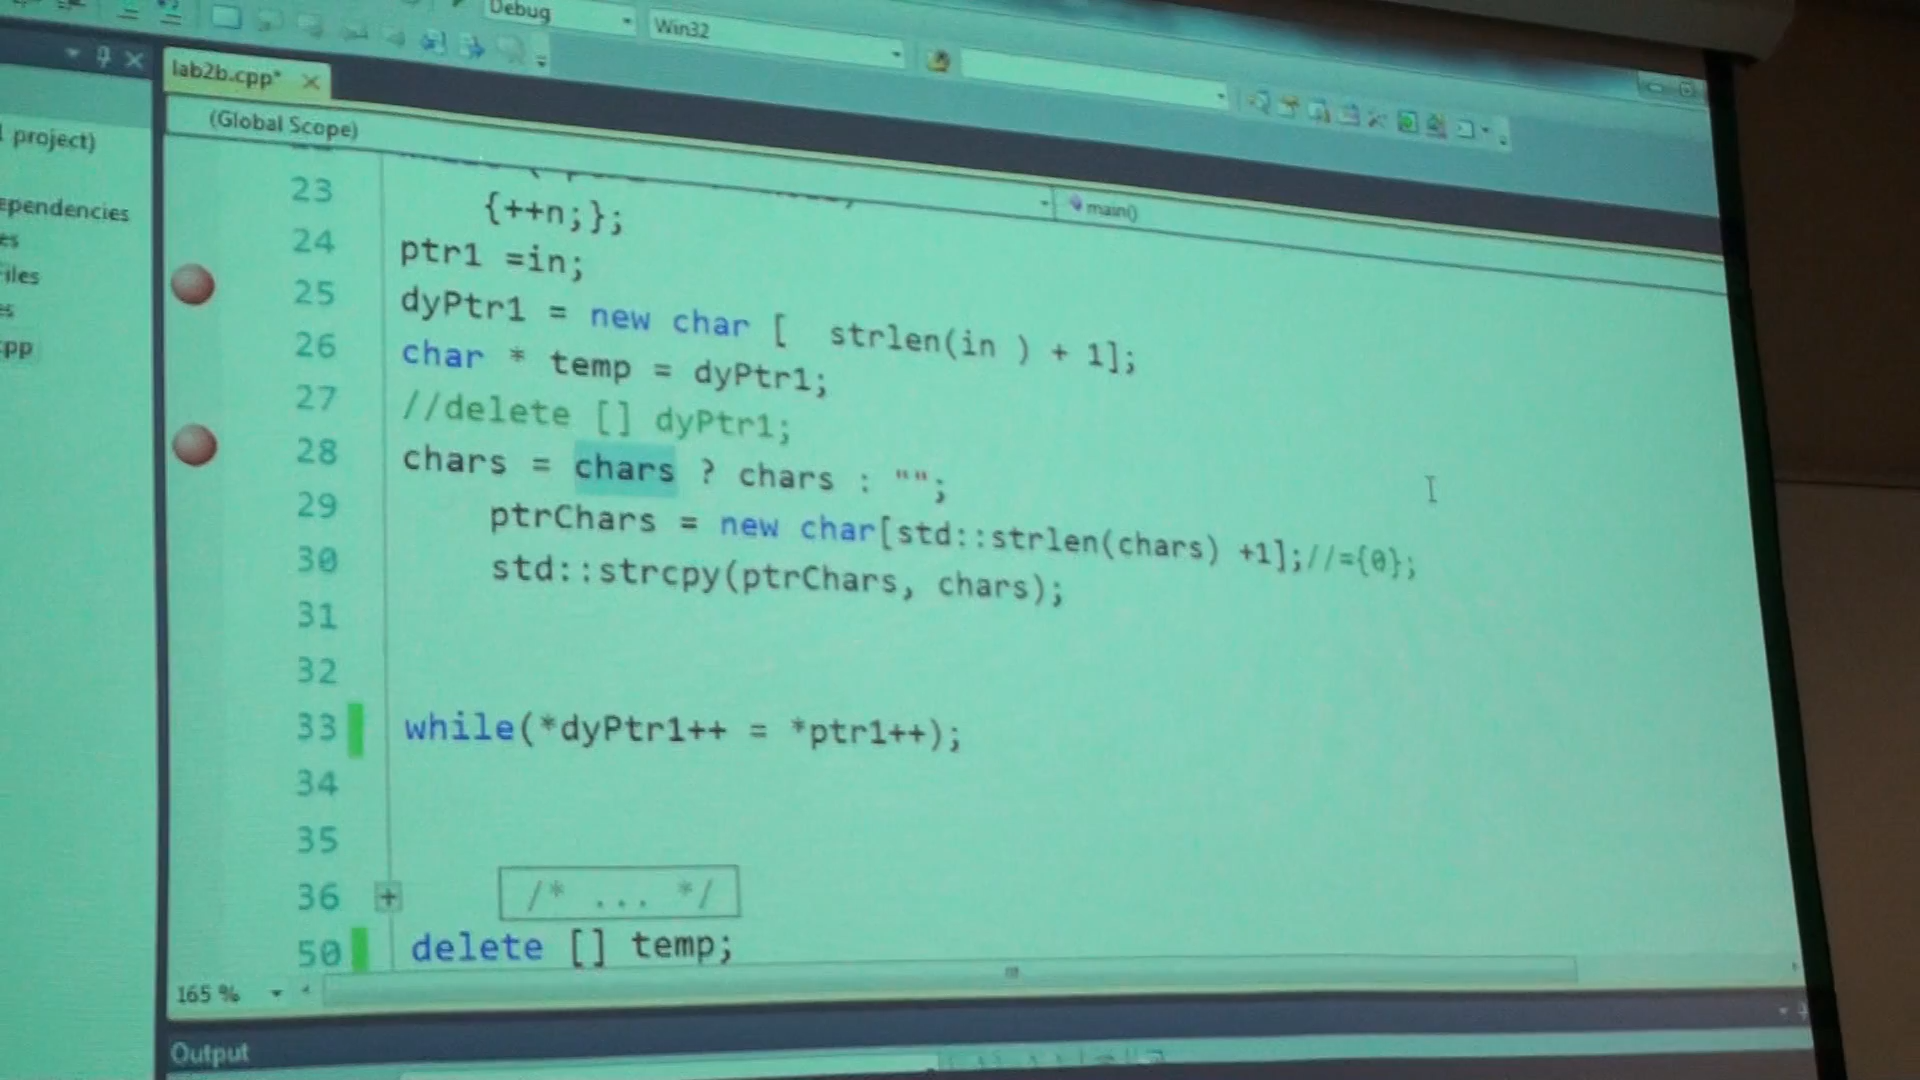 Debug
Win32
lab2b.cpp*
(Global Scope)
main()
project)
ependencies
es
iles
es
cpp
23 {++n;};
24 ptr1 =in;
25 dyPtr1 = new char [ strlen(in ) + 1];
26 char * temp = dyPtr1;
27 //delete [] dyPtr1;
28 chars = chars ? chars : "";
29 ptrChars = new char[std::strlen(chars) +1];//={0};
30 std::strcpy(ptrChars, chars);
31
32
33 while(*dyPtr1++ = *ptr1++);
34
35
36 /* ... */
50 delete [] temp;
165 %
Output